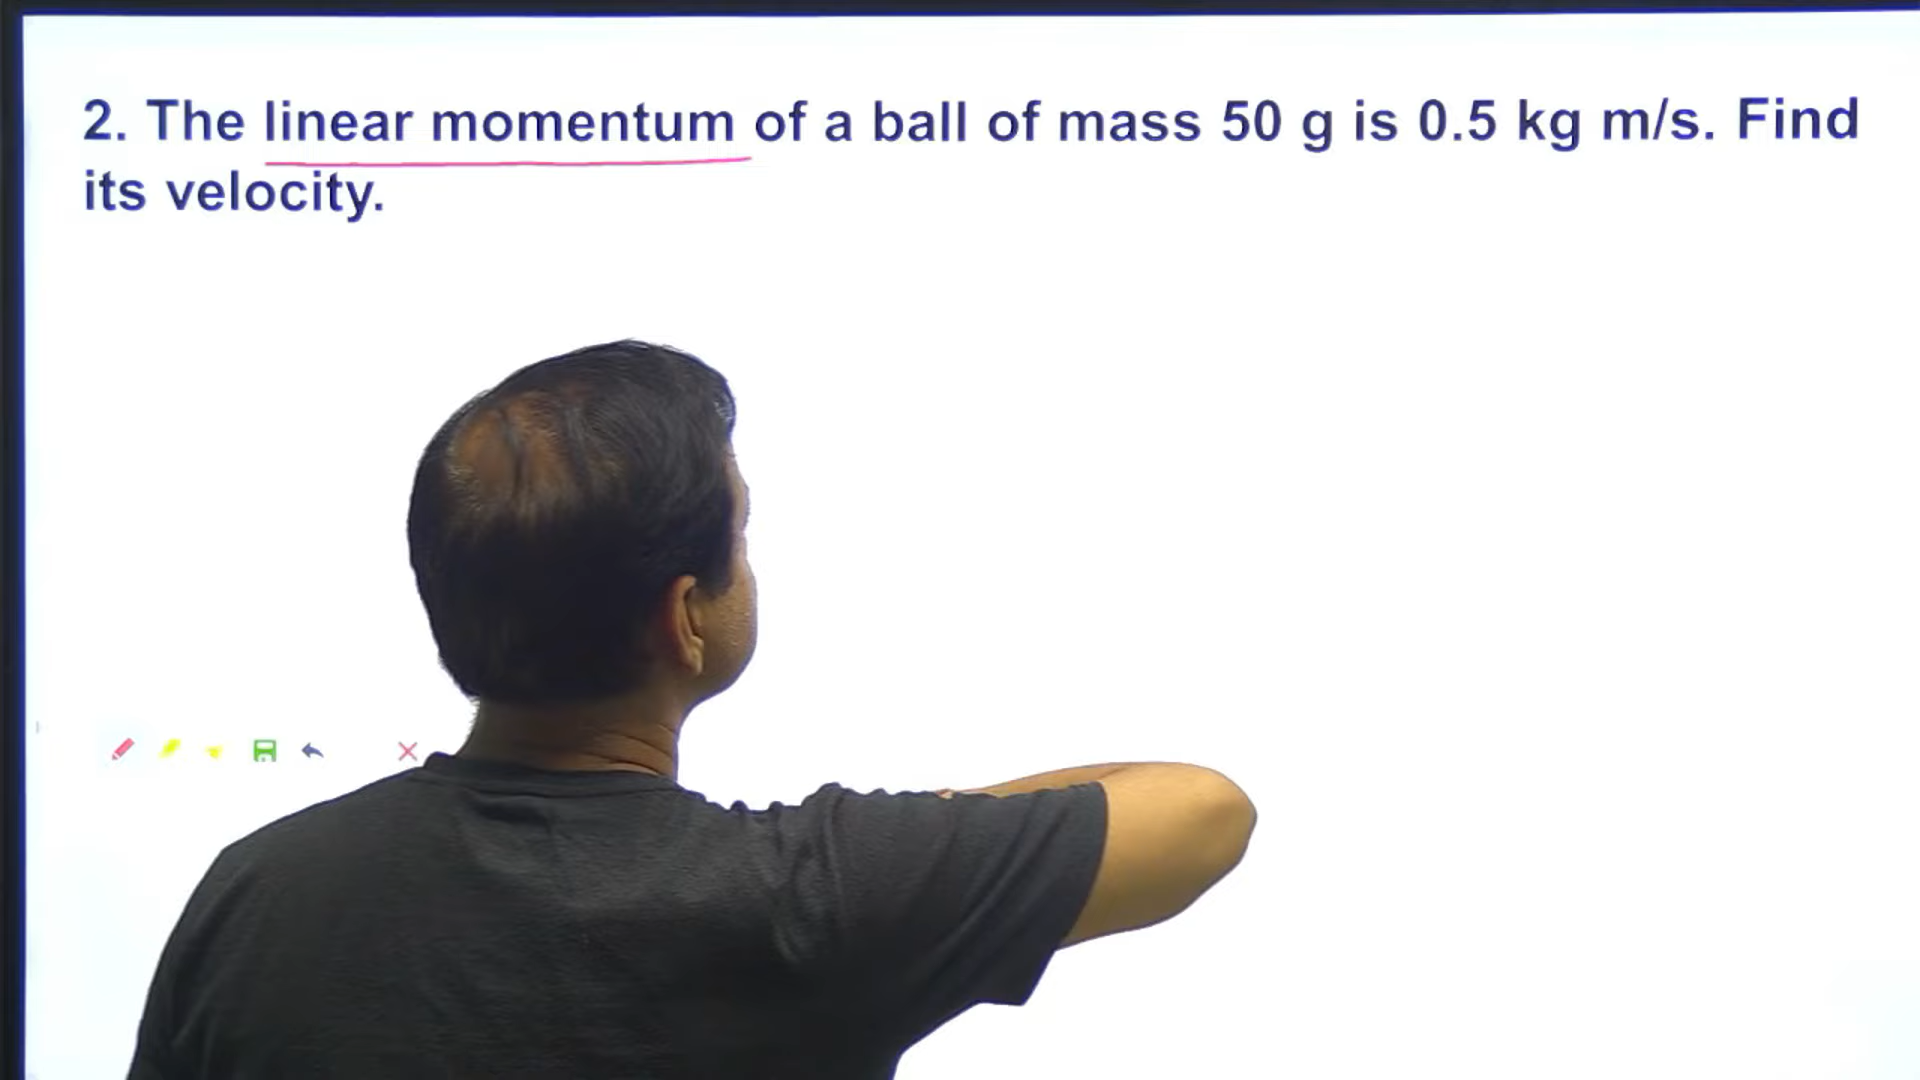 2. The linear momentum of a ball of mass 50 g is 0.5 kg m/s. Find
its velocity.